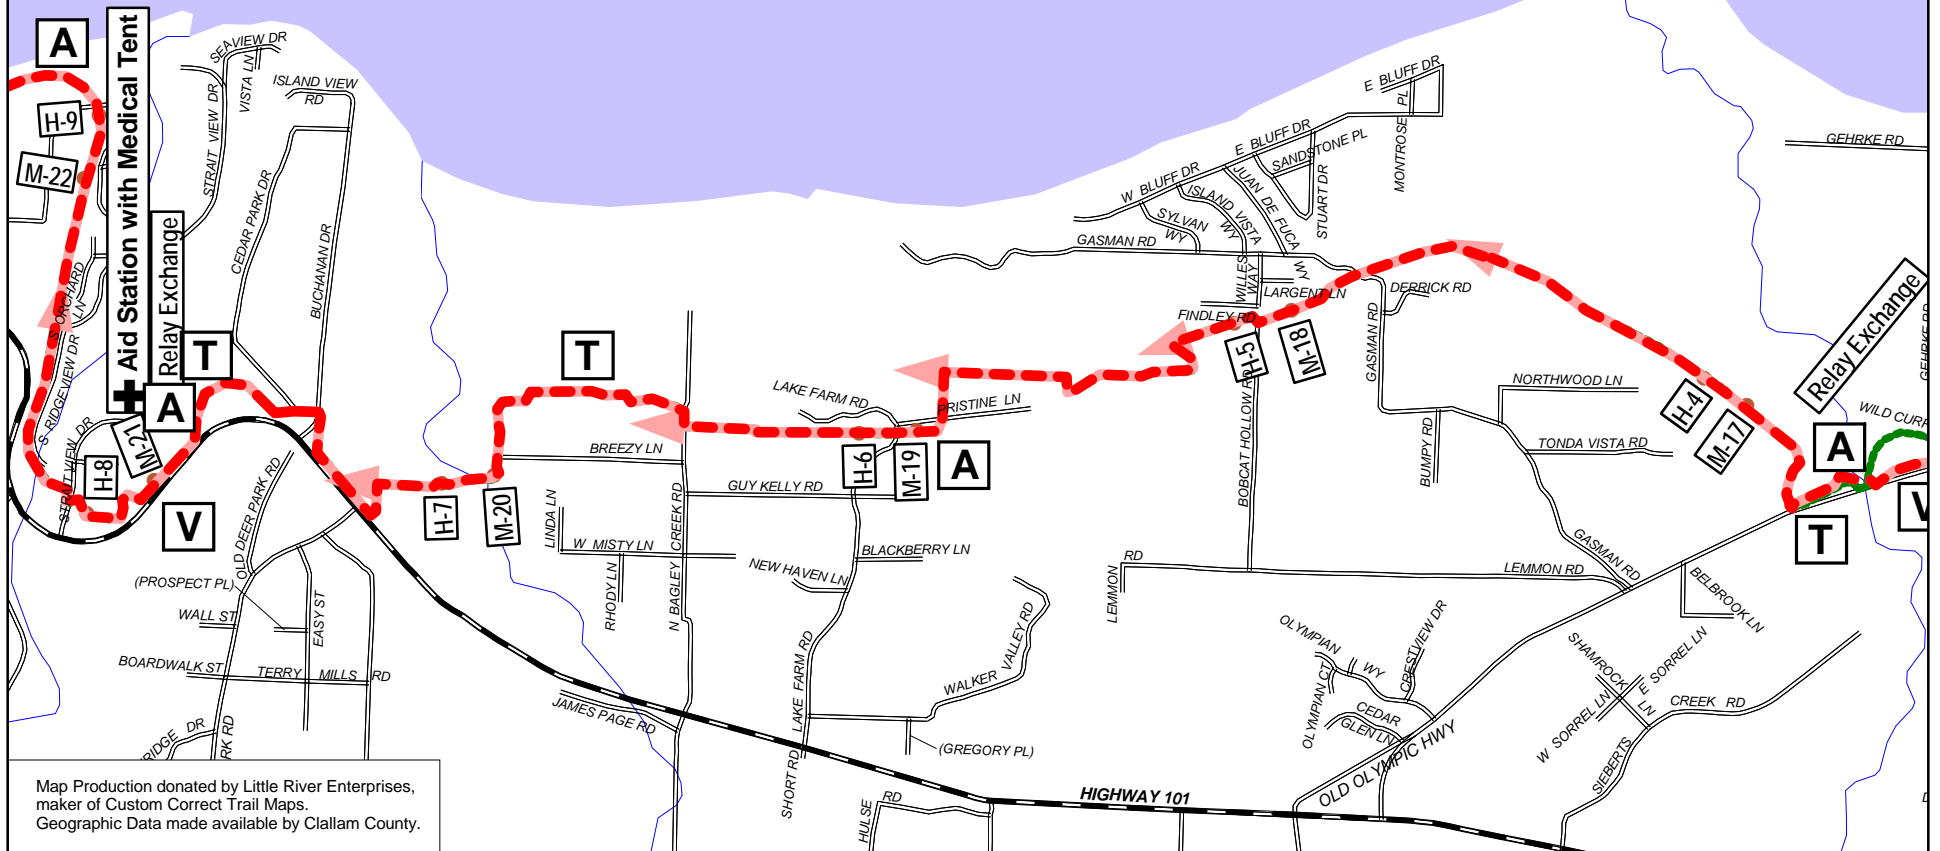 A
Aid Station with Medical Tent
Relay Exchange
H-9
M-22
SEAVIEW DR
VISTA LN
STRAIT VIEW DR
ISLAND VIEW
RD
CEDAR PARK DR
BUCHANAN DR
S ORCHARD
LN
S RIDGEVIEW DR
STRAIT VIEW DR
T
A
M-21
H-8
V
OLD DEER PARK RD
(PROSPECT PL)
WALL ST
EASY ST
BOARDWALK ST
TERRY MILLS RD
RIDGE DR
RK RD
H-7
M-20
T
BREEZY LN
LINDA LN
W MISTY LN
RHODY LN
N BAGLEY CREEK RD
GUY KELLY RD
JAMES PAGE RD
LAKE FARM RD
PRISTINE LN
H-6
M-19
A
BLACKBERRY LN
NEW HAVEN LN
LAKE FARM RD
WALKER VALLEY RD
(GREGORY PL)
SHORT RD
HULSE
RD
HIGHWAY 101
GASMAN RD
W BLUFF DR
E BLUFF DR
E BLUFF DR
SYLVAN
WY
ISLAND VISTA
WY
JUAN DE FUCA
WY
SANDSTONE PL
STUART DR
MONTROSE PL
WILLES
WAY
LARGENT LN
FINDLEY RD
H-5
M-18
BOBCAT HOLLOW RD
GASMAN RD
DERRICK RD
NORTHWOOD LN
TONDA VISTA RD
BUMPY RD
GASMAN RD
LEMMON
RD
LEMMON RD
BELBROOK LN
OLYMPIAN
WY
OLYMPIAN CT
CRESTVIEW DR
CEDAR
GLEN LN
OLD OLYMPIC HWY
SHAMROCK
LN
E SORREL LN
W SORREL LN
SIEBERTS
CREEK RD
H-4
M-17
Relay Exchange
A
T
V
GEHRKE RD
GEHRKE RD
WILD CURR
Map Production donated by Little River Enterprises,
maker of Custom Correct Trail Maps.
Geographic Data made available by Clallam County.